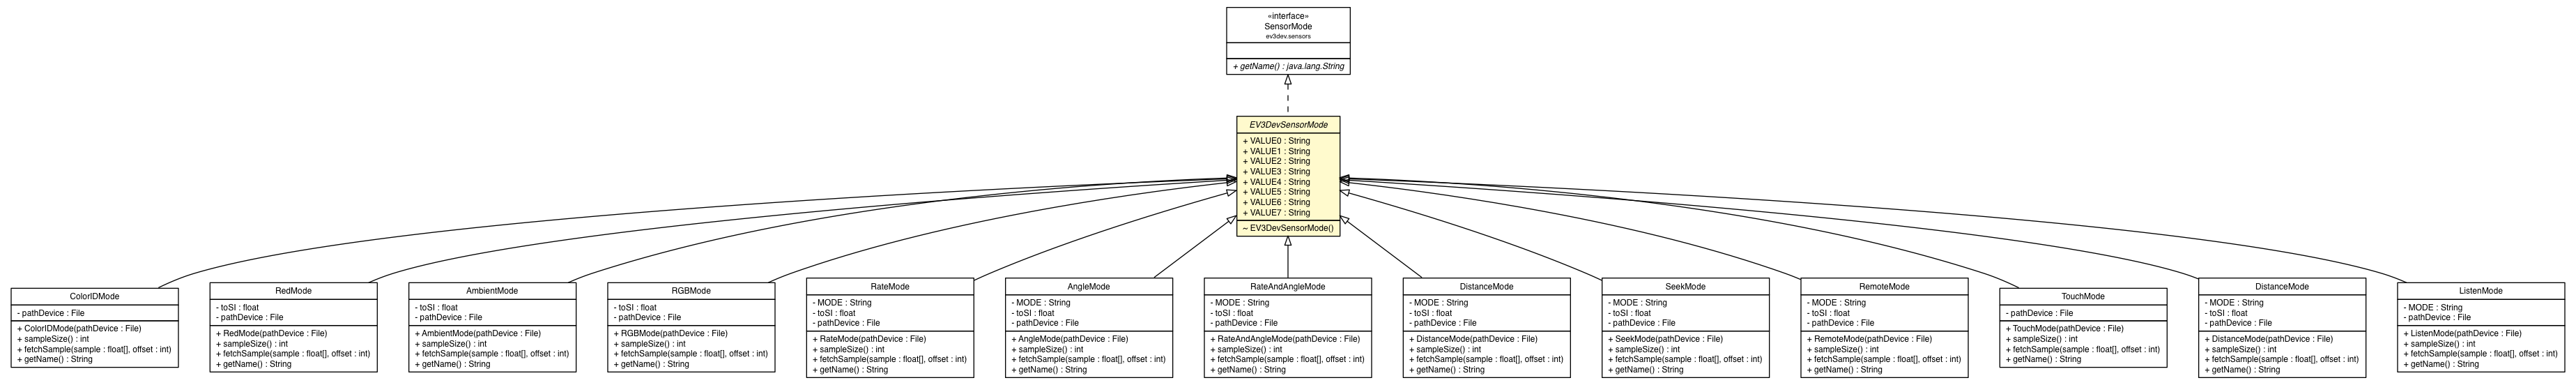 «interface»
SensorMode
ev3dev.sensors
+ getName() : java.lang.String
EV3DevSensorMode
+ VALUE0 : String
+ VALUE1 : String
+ VALUE2 : String
+ VALUE3 : String
+ VALUE4 : String
+ VALUE5 : String
+ VALUE6 : String
+ VALUE7 : String
~ EV3DevSensorMode()
ColorIDMode
- pathDevice : File
+ ColorIDMode(pathDevice : File)
+ sampleSize() : int
+ fetchSample(sample : float[], offset : int)
+ getName() : String
RedMode
- toSI : float
- pathDevice : File
+ RedMode(pathDevice : File)
+ sampleSize() : int
+ fetchSample(sample : float[], offset : int)
+ getName() : String
AmbientMode
- toSI : float
- pathDevice : File
+ AmbientMode(pathDevice : File)
+ sampleSize() : int
+ fetchSample(sample : float[], offset : int)
+ getName() : String
RGBMode
- toSI : float
- pathDevice : File
+ RGBMode(pathDevice : File)
+ sampleSize() : int
+ fetchSample(sample : float[], offset : int)
+ getName() : String
RateMode
- MODE : String
- toSI : float
- pathDevice : File
+ RateMode(pathDevice : File)
+ sampleSize() : int
+ fetchSample(sample : float[], offset : int)
+ getName() : String
AngleMode
- MODE : String
- toSI : float
- pathDevice : File
+ AngleMode(pathDevice : File)
+ sampleSize() : int
+ fetchSample(sample : float[], offset : int)
+ getName() : String
RateAndAngleMode
- MODE : String
- toSI : float
- pathDevice : File
+ RateAndAngleMode(pathDevice : File)
+ sampleSize() : int
+ fetchSample(sample : float[], offset : int)
+ getName() : String
DistanceMode
- MODE : String
- toSI : float
- pathDevice : File
+ DistanceMode(pathDevice : File)
+ sampleSize() : int
+ fetchSample(sample : float[], offset : int)
+ getName() : String
SeekMode
- MODE : String
- toSI : float
- pathDevice : File
+ SeekMode(pathDevice : File)
+ sampleSize() : int
+ fetchSample(sample : float[], offset : int)
+ getName() : String
RemoteMode
- MODE : String
- toSI : float
- pathDevice : File
+ RemoteMode(pathDevice : File)
+ sampleSize() : int
+ fetchSample(sample : float[], offset : int)
+ getName() : String
TouchMode
- pathDevice : File
+ TouchMode(pathDevice : File)
+ sampleSize() : int
+ fetchSample(sample : float[], offset : int)
+ getName() : String
DistanceMode
- MODE : String
- toSI : float
- pathDevice : File
+ DistanceMode(pathDevice : File)
+ sampleSize() : int
+ fetchSample(sample : float[], offset : int)
+ getName() : String
ListenMode
- MODE : String
- pathDevice : File
+ ListenMode(pathDevice : File)
+ sampleSize() : int
+ fetchSample(sample : float[], offset : int)
+ getName() : String